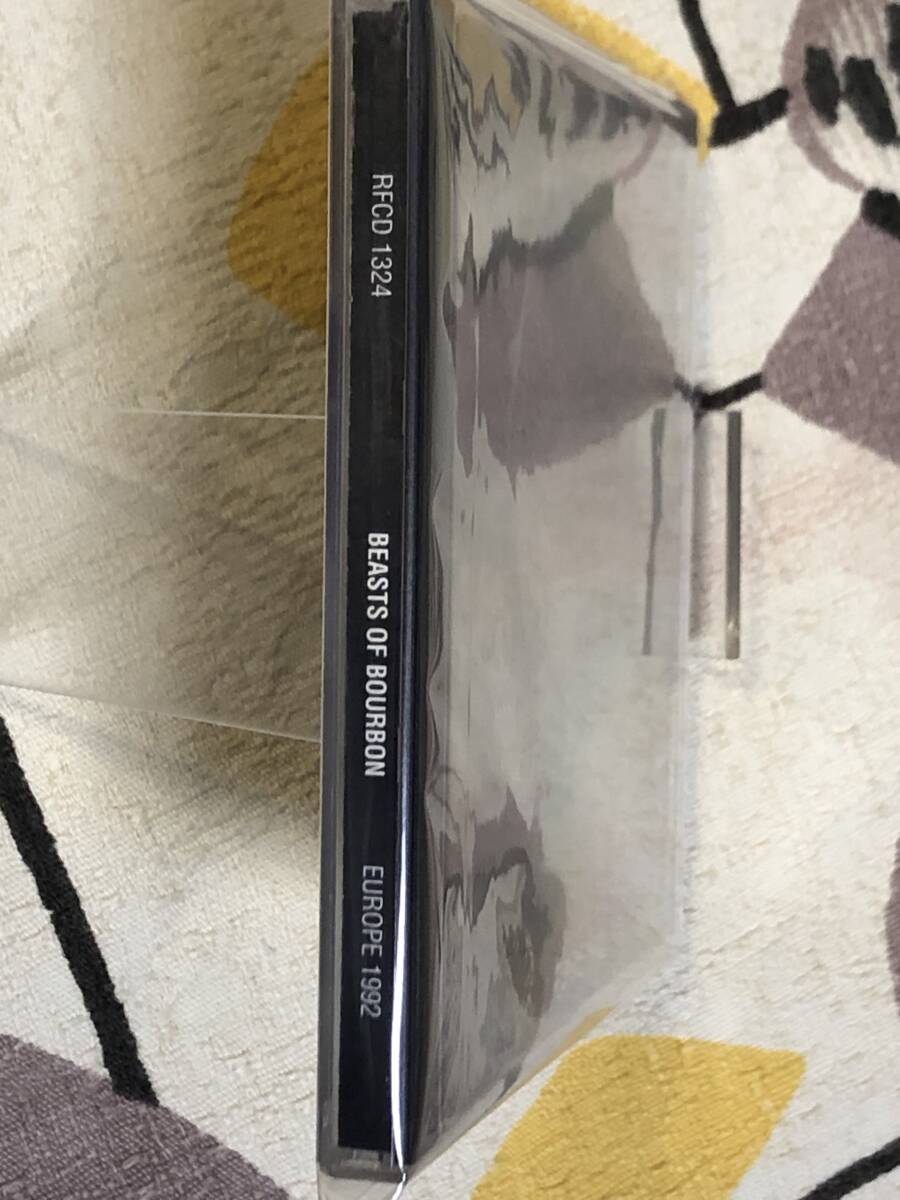 RFCD 1324
BEASTS OF BOURBON
EUROPE 1992